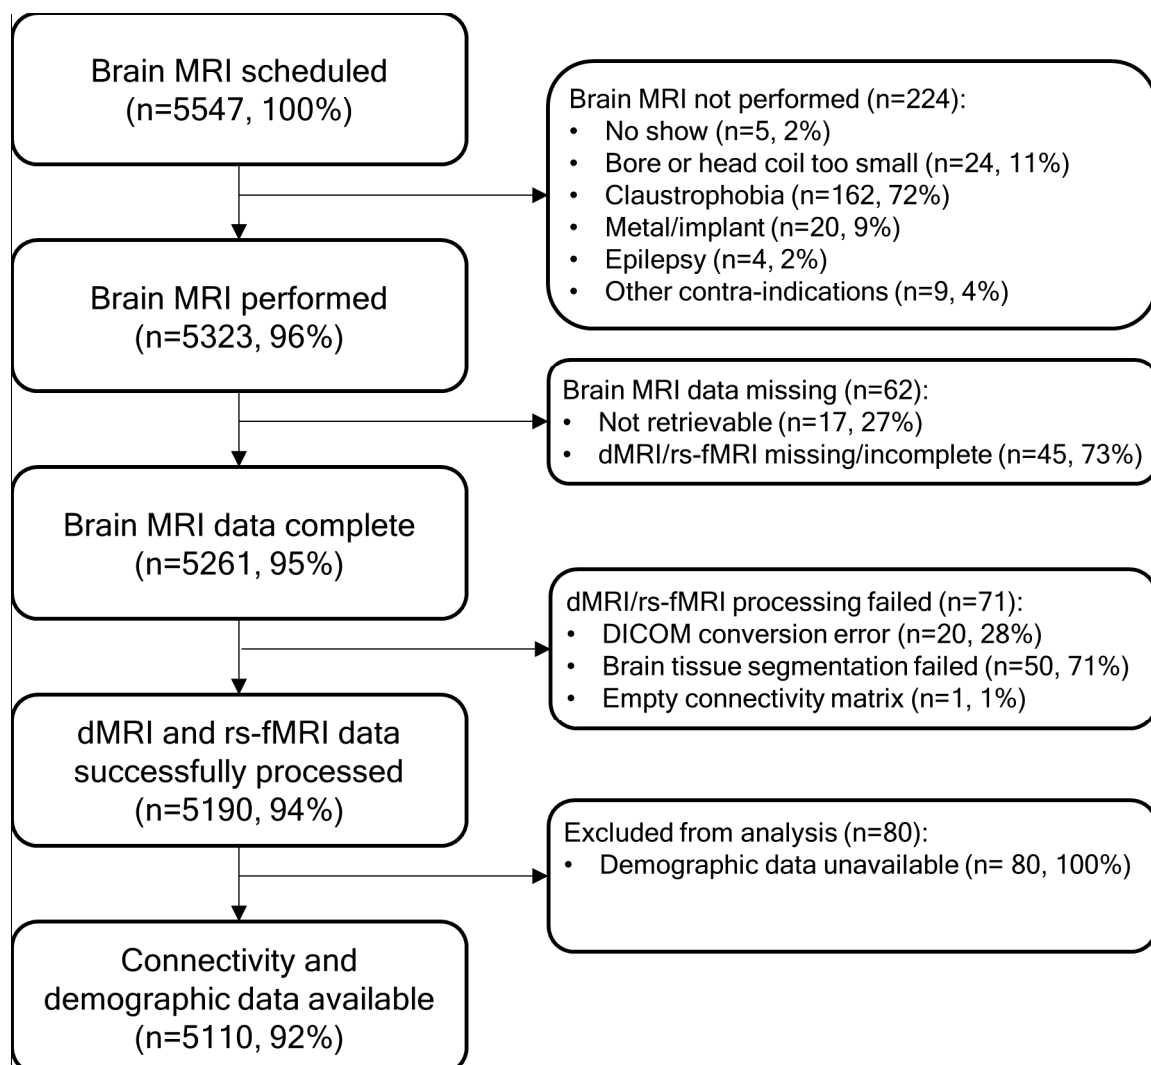 Brain MRI scheduled
(n=5547, 100%)
Brain MRI not performed (n=224):
• No show (n=5, 2%)
• Bore or head coil too small (n=24, 11%)
• Claustrophobia (n=162, 72%)
• Metal/implant (n=20, 9%)
• Epilepsy (n=4, 2%)
• Other contra-indications (n=9, 4%)
Brain MRI performed
(n=5323, 96%)
Brain MRI data missing (n=62):
• Not retrievable (n=17, 27%)
• dMRI/rs-fMRI missing/incomplete (n=45, 73%)
Brain MRI data complete
(n=5261, 95%)
dMRI/rs-fMRI processing failed (n=71):
• DICOM conversion error (n=20, 28%)
• Brain tissue segmentation failed (n=50, 71%)
• Empty connectivity matrix (n=1, 1%)
dMRI and rs-fMRI data
successfully processed
(n=5190, 94%)
Excluded from analysis (n=80):
• Demographic data unavailable (n= 80, 100%)
Connectivity and
demographic data available
(n=5110, 92%)